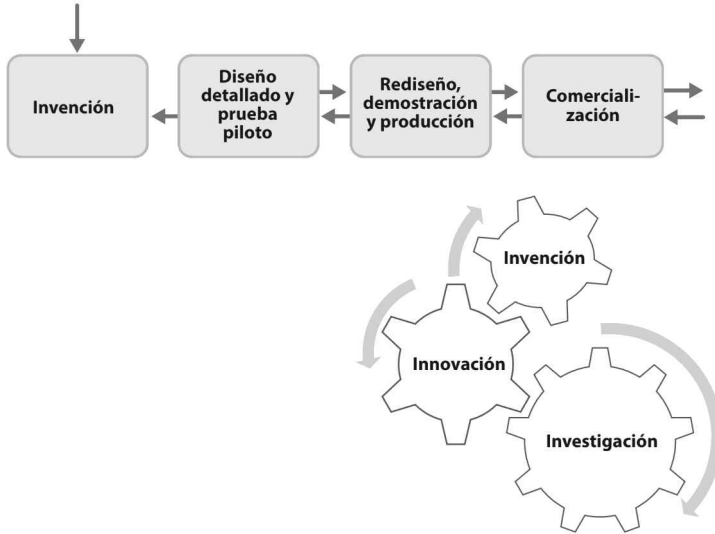 Invención
Diseño
detallado y
prueba
piloto
Rediseño,
demostración
y producción
Comerciali-
zación
Invención
Innovación
Investigación